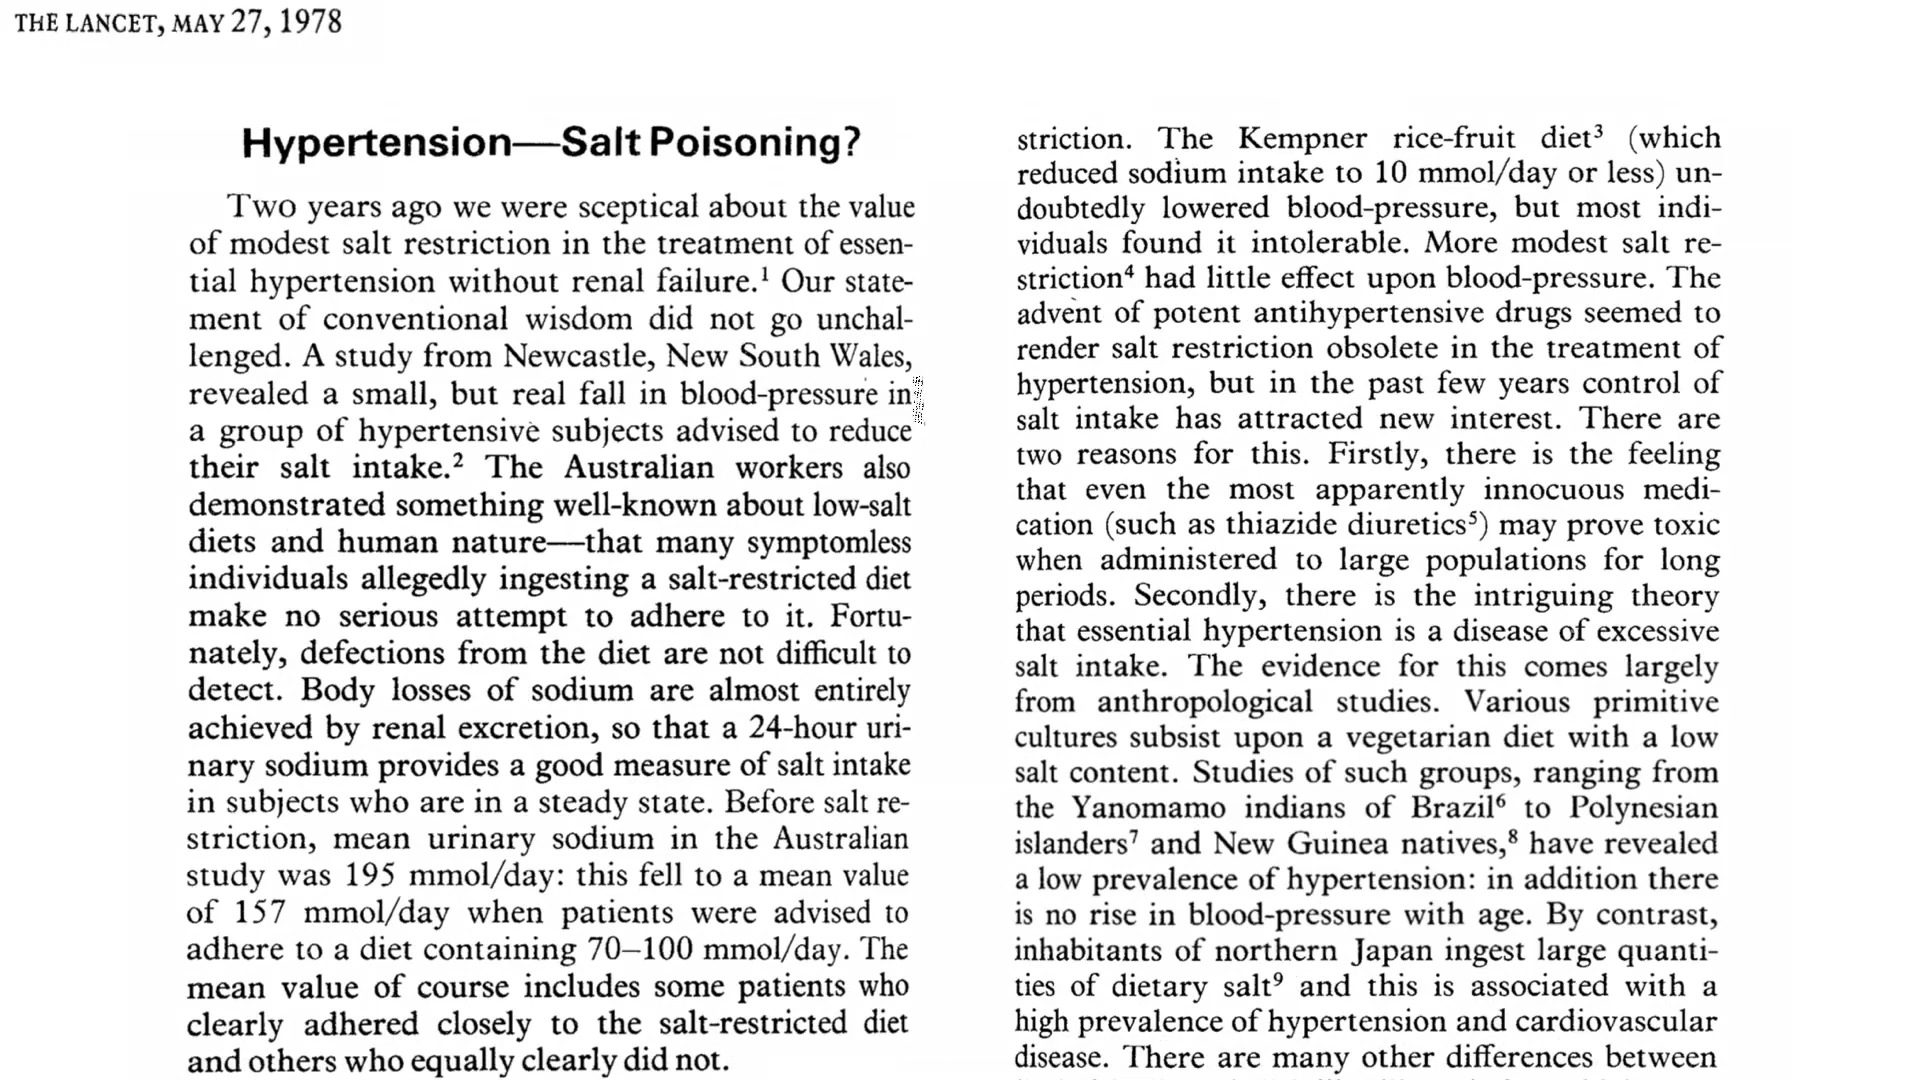 THE LANCET, MAY 27, 1978
Hypertension—Salt Poisoning?
Two years ago we were sceptical about the value
of modest salt restriction in the treatment of essen-
tial hypertension without renal failure.¹ Our state-
ment of conventional wisdom did not go unchal-
lenged. A study from Newcastle, New South Wales,
revealed a small, but real fall in blood-pressure in
a group of hypertensive subjects advised to reduce
their salt intake.² The Australian workers also
demonstrated something well-known about low-salt
diets and human nature—that many symptomless
individuals allegedly ingesting a salt-restricted diet
make no serious attempt to adhere to it. Fortu-
nately, defections from the diet are not difficult to
detect. Body losses of sodium are almost entirely
achieved by renal excretion, so that a 24-hour uri-
nary sodium provides a good measure of salt intake
in subjects who are in a steady state. Before salt re-
striction, mean urinary sodium in the Australian
study was 195 mmol/day: this fell to a mean value
of 157 mmol/day when patients were advised to
adhere to a diet containing 70–100 mmol/day. The
mean value of course includes some patients who
clearly adhered closely to the salt-restricted diet
and others who equally clearly did not.
striction. The Kempner rice-fruit diet³ (which
reduced sodium intake to 10 mmol/day or less) un-
doubtedly lowered blood-pressure, but most indi-
viduals found it intolerable. More modest salt re-
striction⁴ had little effect upon blood-pressure. The
advent of potent antihypertensive drugs seemed to
render salt restriction obsolete in the treatment of
hypertension, but in the past few years control of
salt intake has attracted new interest. There are
two reasons for this. Firstly, there is the feeling
that even the most apparently innocuous medi-
cation (such as thiazide diuretics⁵) may prove toxic
when administered to large populations for long
periods. Secondly, there is the intriguing theory
that essential hypertension is a disease of excessive
salt intake. The evidence for this comes largely
from anthropological studies. Various primitive
cultures subsist upon a vegetarian diet with a low
salt content. Studies of such groups, ranging from
the Yanomamo indians of Brazil⁶ to Polynesian
islanders⁷ and New Guinea natives,⁸ have revealed
a low prevalence of hypertension: in addition there
is no rise in blood-pressure with age. By contrast,
inhabitants of northern Japan ingest large quanti-
ties of dietary salt⁹ and this is associated with a
high prevalence of hypertension and cardiovascular
disease. There are many other differences between